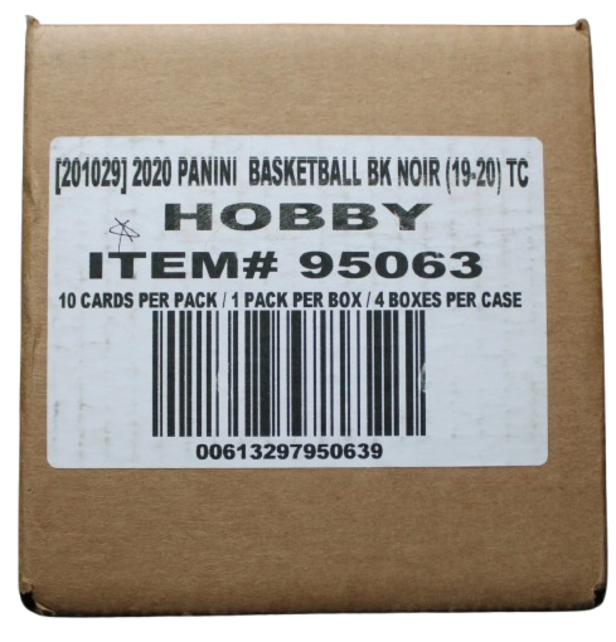 [201029] 2020 PANINI BASKETBALL BK NOIR (19-20) TC
HOBBY
ITEM# 95063
10 CARDS PER PACK / 1 PACK PER BOX / 4 BOXES PER CASE
00613297950639